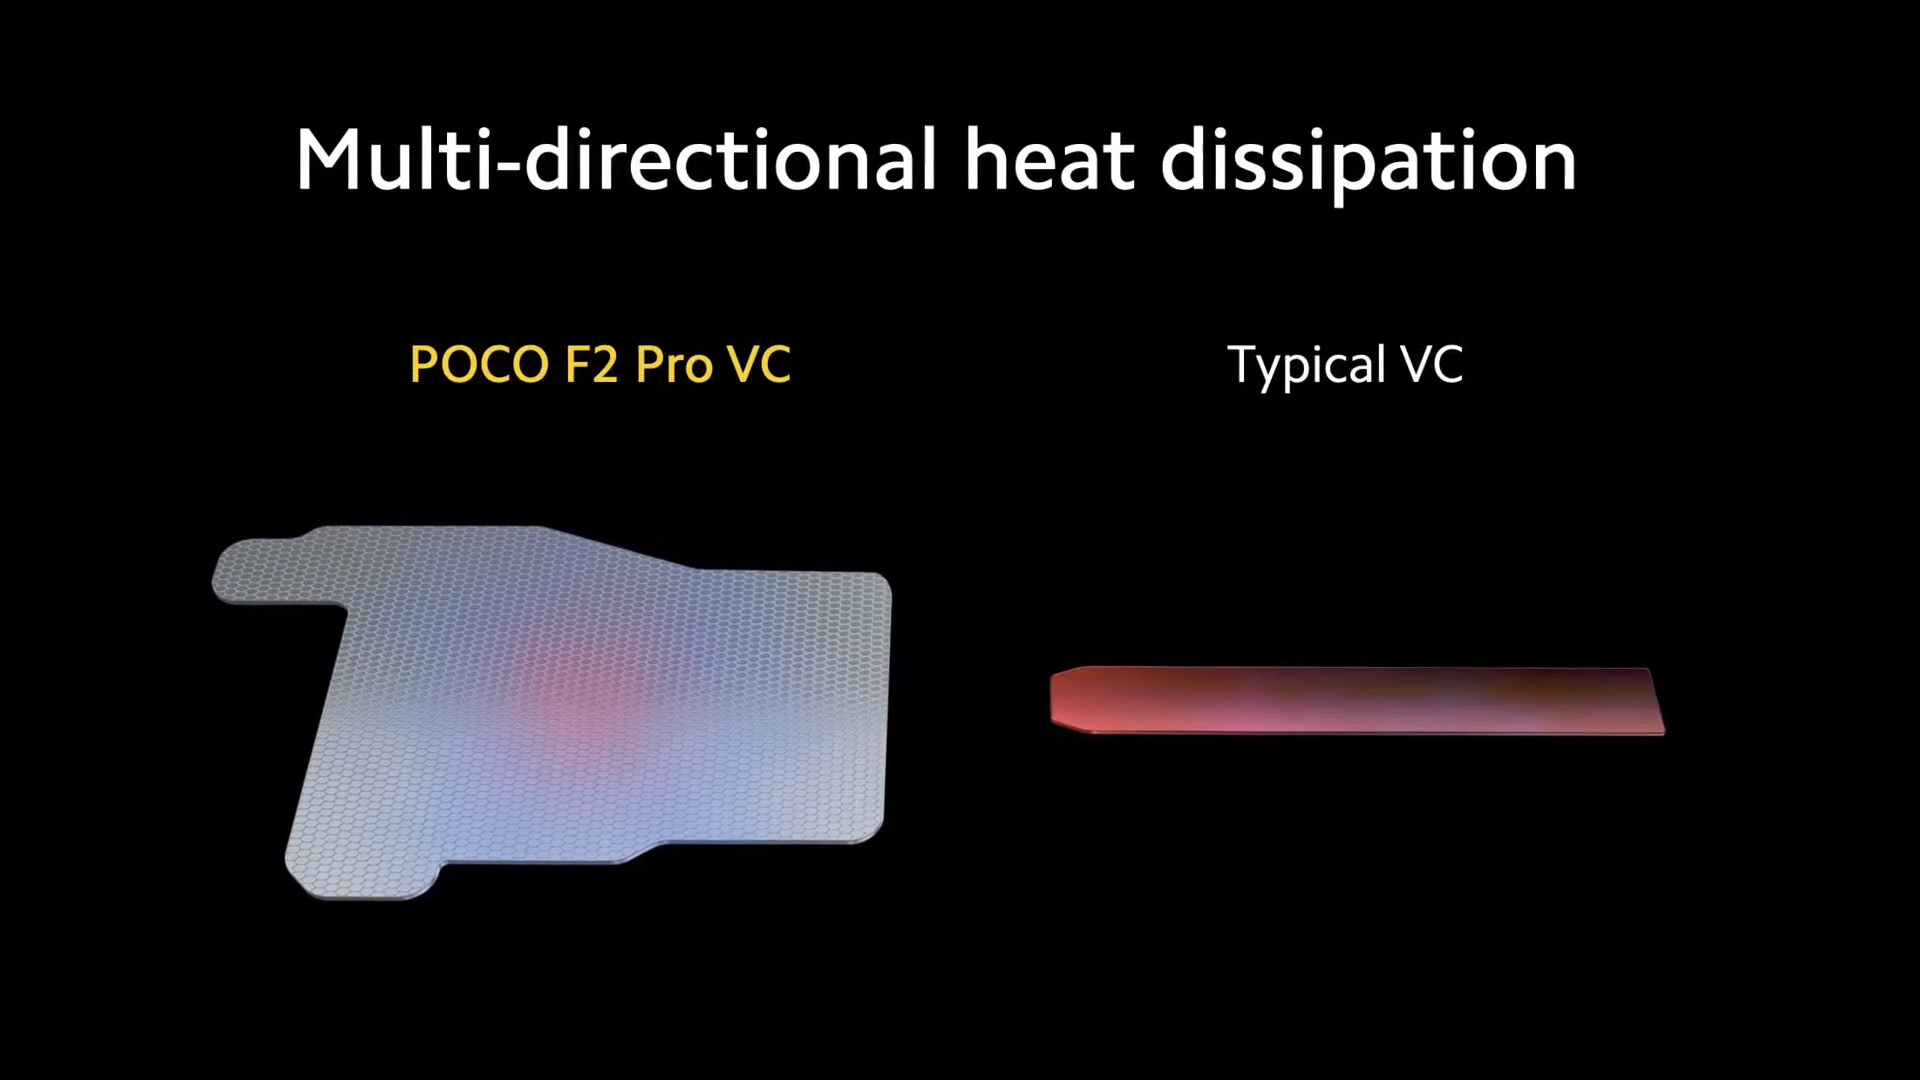 Multi-directional heat dissipation
POCO F2 Pro VC
Typical VC